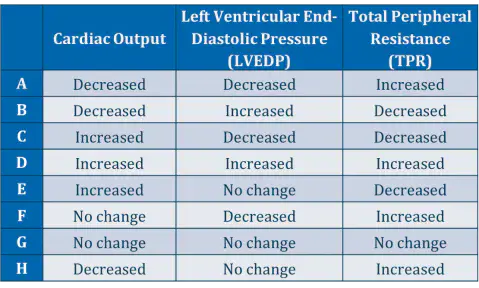 Cardiac Output Left Ventricular End-Diastolic Pressure (LVEDP) Total Peripheral Resistance (TPR)
A Decreased Decreased Increased
B Decreased Increased Decreased
C Increased Decreased Decreased
D Increased Increased Increased
E Increased No change Decreased
F No change Decreased Increased
G No change No change No change
H Decreased No change Increased